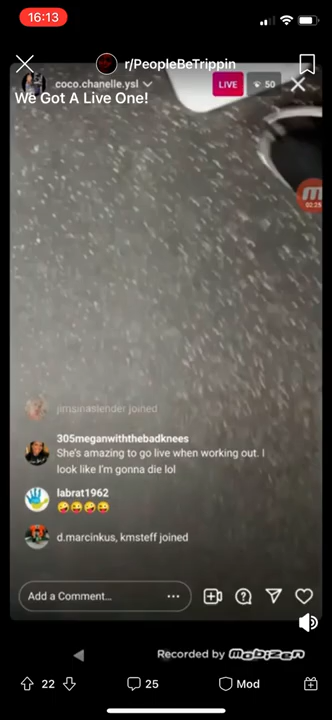 16:13
r/PeopleBeTrippin
coco.chanelle.ysl
LIVE
50
We Got A Live One!
02:25
jimsinaslender joined
305meganwiththebadknees
She's amazing to go live when working out. I
look like I'm gonna die lol
labrat1962
🤪😜🤪😜
d.marcinkus, kmsteff joined
Add a Comment...
Recorded by mobizen
22
25
Mod